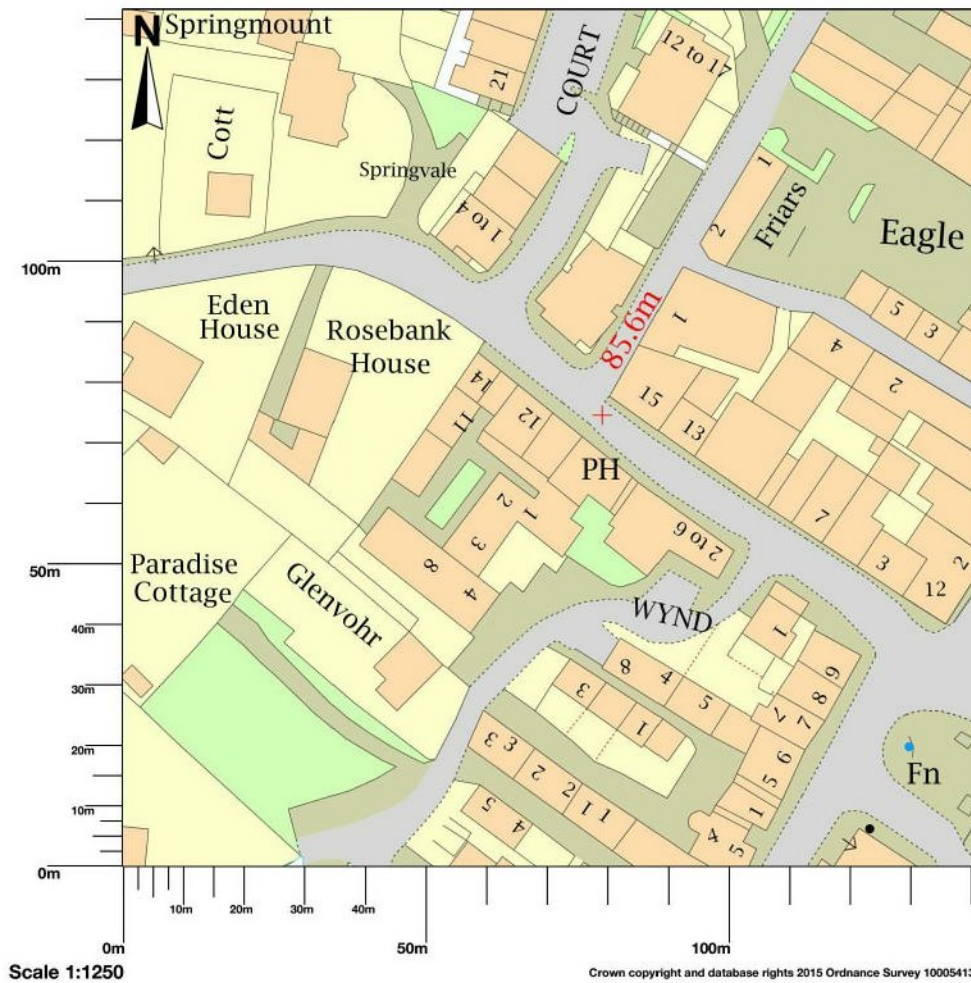 N
Springmount
COURT
12 to 17
21
Cott
Springvale
1 to 4
1
2
Friars
Eagle
100m
Eden
House
Rosebank
House
85.6m
1
5
3
4
2
14
11
12
15
13
PH
2
1
3
8
4
2 to 6
7
3
12
2
50m
Paradise
Cottage
Glenvohr
WYND
40m
30m
20m
10m
0m
8
4
5
1
9
8
7
7
3
1
6
5
1
4
5
3
3
2
2
1
1
5
4
Fn
10m
20m
30m
40m
0m
50m
100m
Scale 1:1250
Crown copyright and database rights 2015 Ordnance Survey 10005413